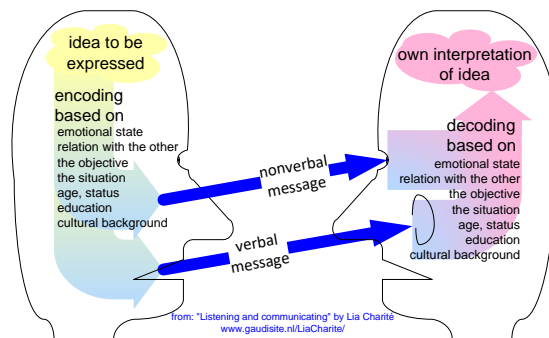 idea to be
expressed
encoding
based on
emotional state
relation with the other
the objective
the situation
age, status
education
cultural background
nonverbal
message
verbal
message
own interpretation
of idea
decoding
based on
emotional state
relation with the other
the objective
the situation
age, status
education
cultural background
from: "Listening and communicating" by Lia Charité
www.gaudisite.nl/LiaCharite/